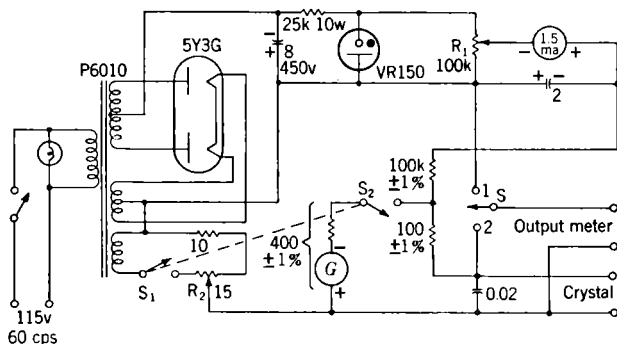 25k 10w
5Y3G
P6010
8
450v
VR150
R1
100k
1.5
ma
2
100k
±1%
S2
1
S
2
Output meter
100
±1%
400
±1%
G
10
S1
R2
15
0.02
Crystal
115v
60 cps